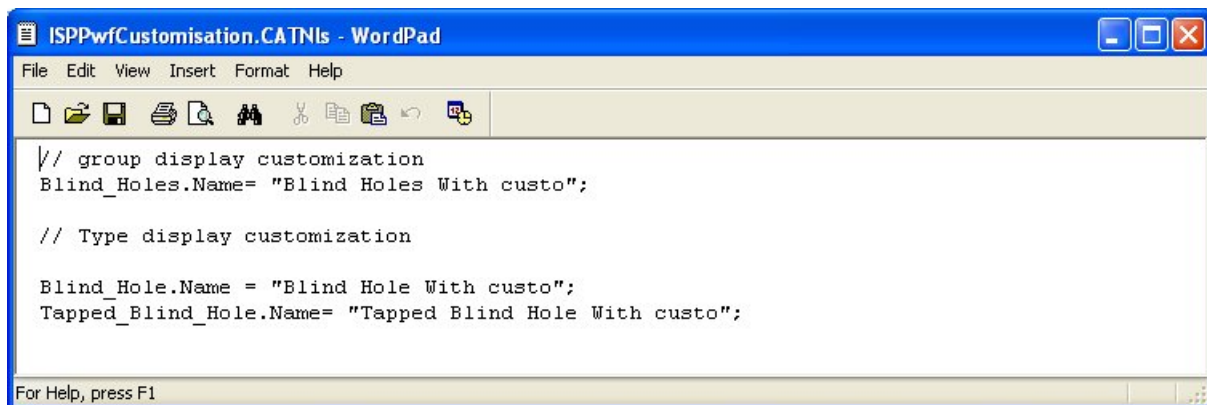 ISPPwfCustomisation.CATNls - WordPad
File Edit View Insert Format Help
// group display customization
Blind_Holes.Name= "Blind Holes With custo";
// Type display customization
Blind_Hole.Name = "Blind Hole With custo";
Tapped_Blind_Hole.Name= "Tapped Blind Hole With custo";
For Help, press F1